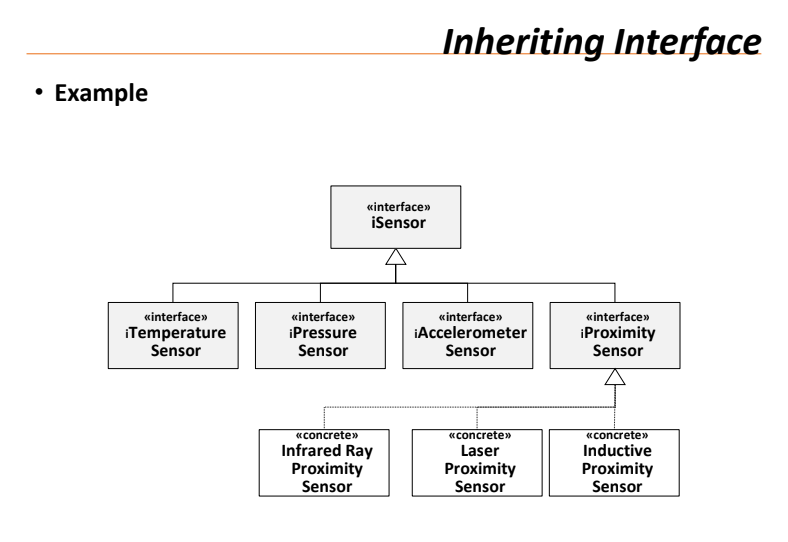 Inheriting Interface
• Example
«interface»
iSensor
«interface»
iTemperature
Sensor
«interface»
iPressure
Sensor
«interface»
iAccelerometer
Sensor
«interface»
iProximity
Sensor
«concrete»
Infrared Ray
Proximity
Sensor
«concrete»
Laser
Proximity
Sensor
«concrete»
Inductive
Proximity
Sensor